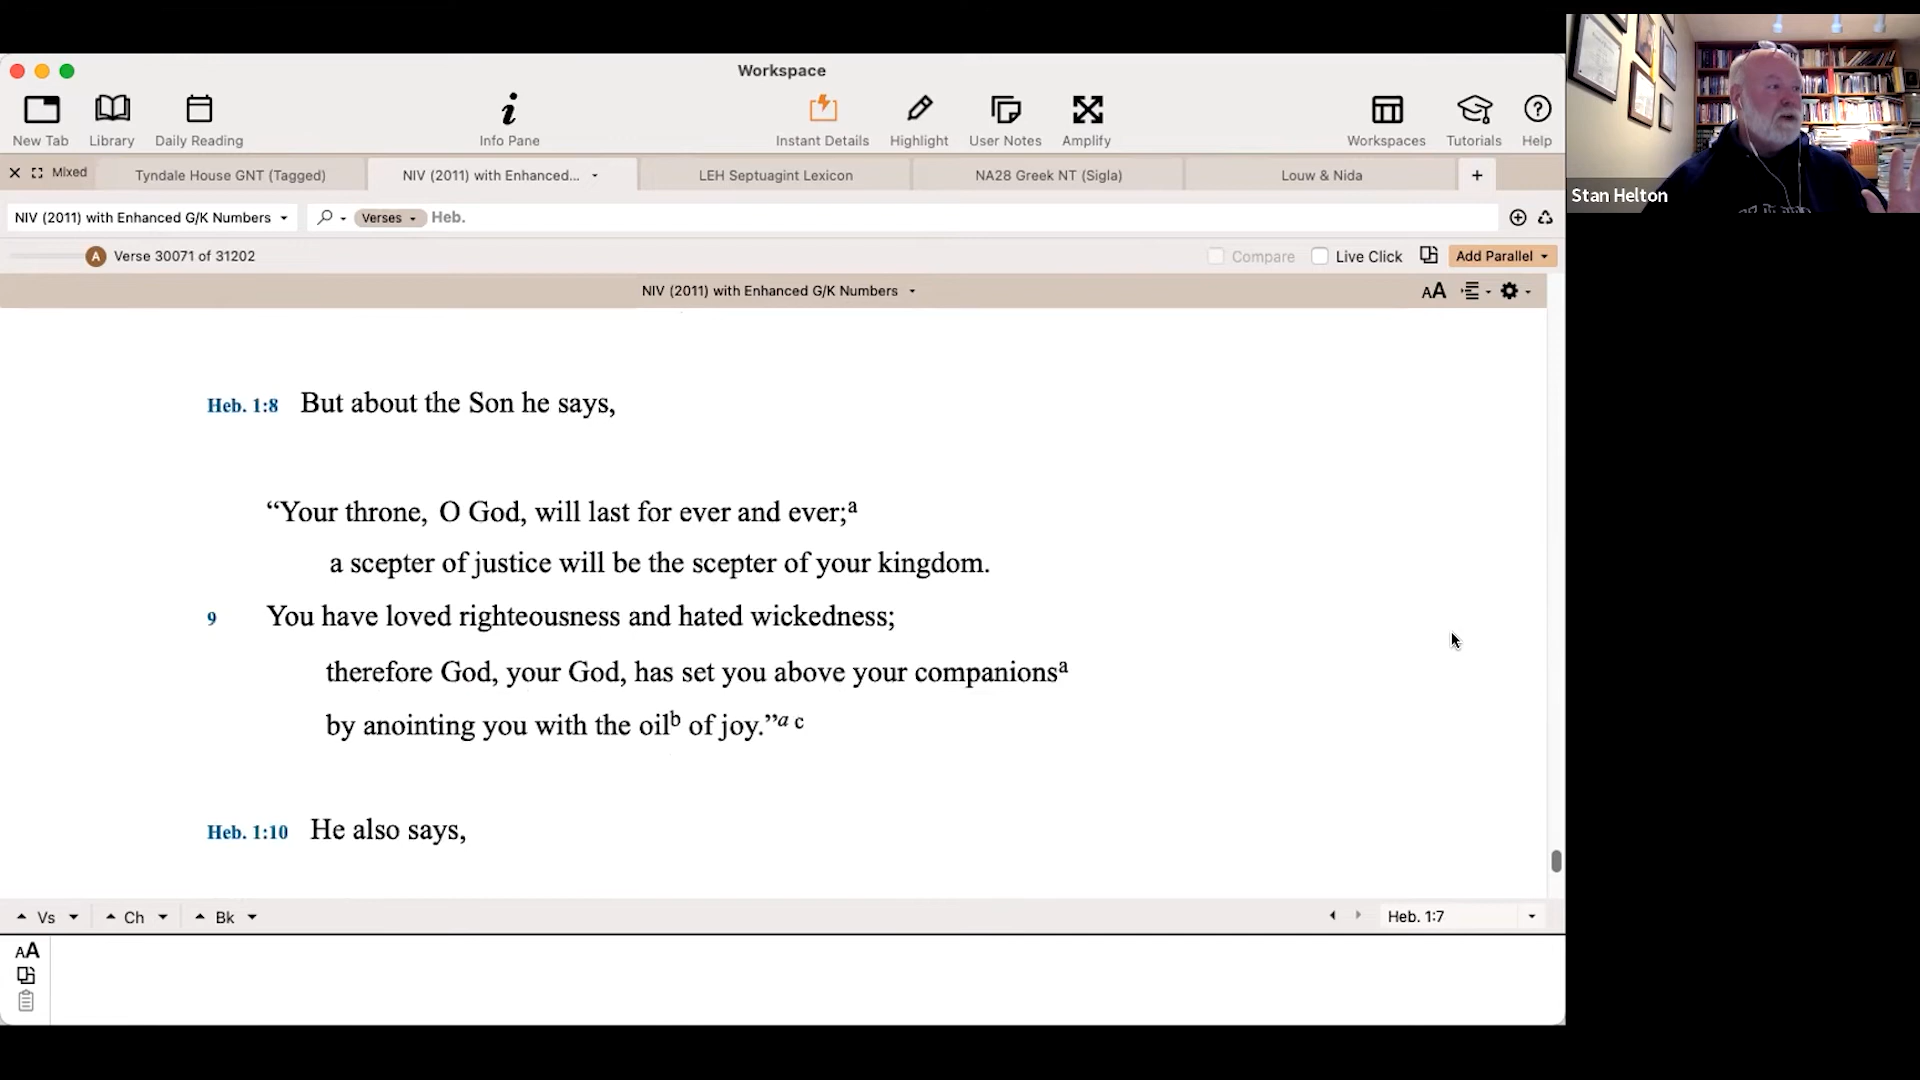 Workspace
New Tab
Library
Daily Reading
Info Pane
Instant Details
Highlight
User Notes
Amplify
Workspaces
Tutorials
Help
Stan Helton
Mixed
Tyndale House GNT (Tagged)
NIV (2011) with Enhanced...
LEH Septuagint Lexicon
NA28 Greek NT (Sigla)
Louw & Nida
+
NIV (2011) with Enhanced G/K Numbers
Verses
Heb.
A Verse 30071 of 31202
Compare
Live Click
Add Parallel
NIV (2011) with Enhanced G/K Numbers
AA
Heb. 1:8 But about the Son he says,
“Your throne, O God, will last for ever and ever;a
a scepter of justice will be the scepter of your kingdom.
9 You have loved righteousness and hated wickedness;
therefore God, your God, has set you above your companionsa
by anointing you with the oilb of joy.”a c
Heb. 1:10 He also says,
Vs
Ch
Bk
Heb. 1:7
AA